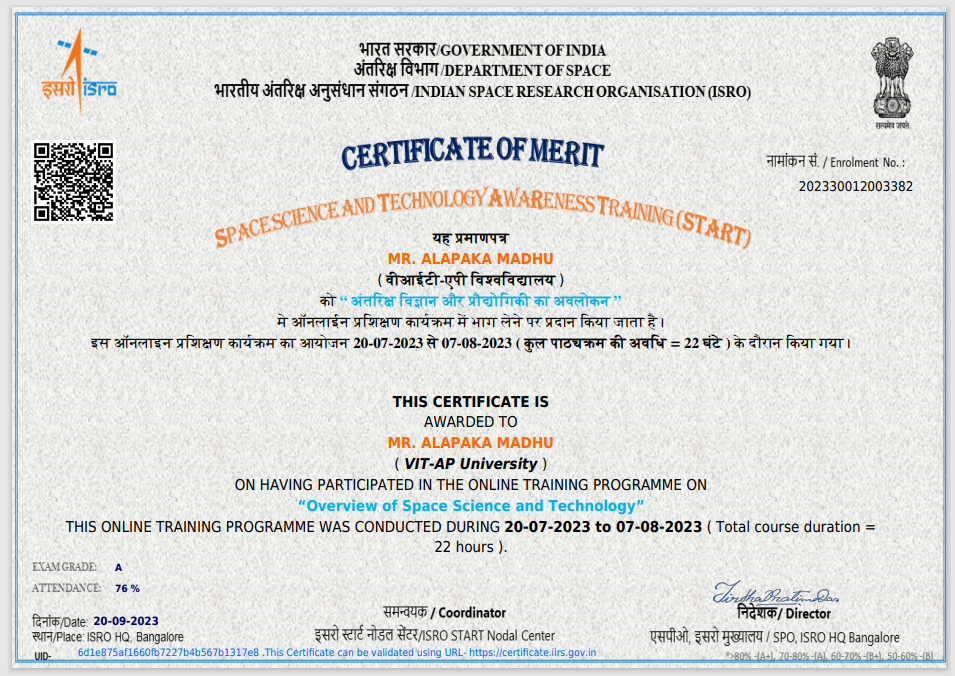 इसरो isro
भारत सरकार/GOVERNMENT OF INDIA
अंतरिक्ष विभाग /DEPARTMENT OF SPACE
भारतीय अंतरिक्ष अनुसंधान संगठन /INDIAN SPACE RESEARCH ORGANISATION (ISRO)
सत्यमेव जयते
CERTIFICATE OF MERIT
नामांकन सं. / Enrolment No. :
202330012003382
SPACE SCIENCE AND TECHNOLOGY AWARENESS TRAINING (START)
यह प्रमाणपत्र
MR. ALAPAKA MADHU
( वीआईटी-एपी विश्वविद्यालय )
को “ अंतरिक्ष विज्ञान और प्रौद्योगिकी का अवलोकन ”
मे ऑनलाईन प्रशिक्षण कार्यक्रम में भाग लेने पर प्रदान किया जाता है।
इस ऑनलाइन प्रशिक्षण कार्यक्रम का आयोजन 20-07-2023 से 07-08-2023 ( कुल पाठ्यक्रम की अवधि = 22 घंटे ) के दौरान किया गया।
THIS CERTIFICATE IS
AWARDED TO
MR. ALAPAKA MADHU
( VIT-AP University )
ON HAVING PARTICIPATED IN THE ONLINE TRAINING PROGRAMME ON
“Overview of Space Science and Technology”
THIS ONLINE TRAINING PROGRAMME WAS CONDUCTED DURING 20-07-2023 to 07-08-2023 ( Total course duration =
22 hours ).
EXAM GRADE: A
ATTENDANCE: 76 %
TirthaPratimDas
दिनांक/Date: 20-09-2023
स्थान/Place: ISRO HQ, Bangalore
समन्वयक / Coordinator
इसरो स्टार्ट नोडल सेंटर/ISRO START Nodal Center
निदेशक/ Director
एसपीओ, इसरो मुख्यालय / SPO, ISRO HQ Bangalore
UID- 6d1e875af1660fb7227b4b567b1317e8 .This Certificate can be validated using URL- https://certificate.iirs.gov.in
*>80% -(A+), 70-80% -(A), 60-70% -(B+), 50-60% -(B)